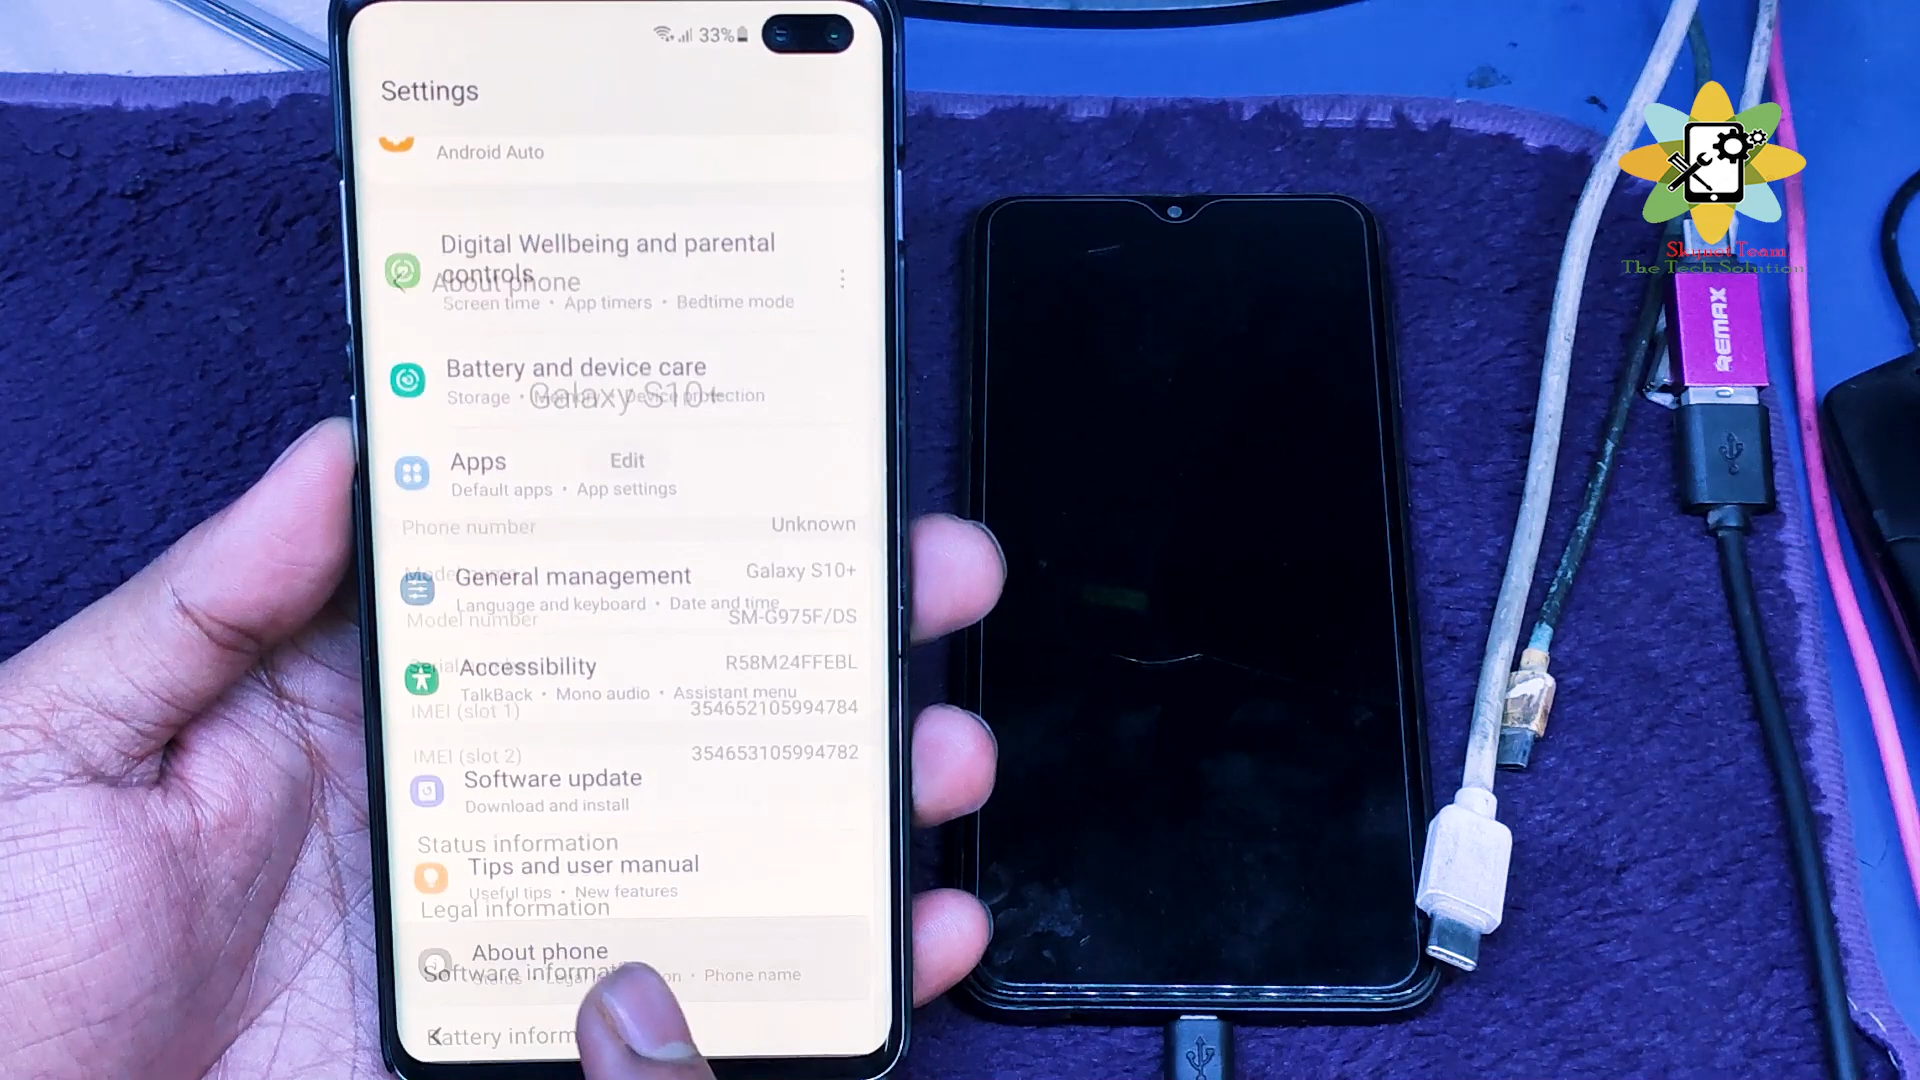 33%
Settings
Android Auto
Digital Wellbeing and parental
controls
About phone
Screen time • App timers • Bedtime mode
Battery and device care
Galaxy S10+
Storage • Memory • Device protection
Apps
Edit
Default apps • App settings
Phone number Unknown
Galaxy S10+
General management
Language and keyboard • Date and time
Model number SM-G975F/DS
Accessibility
R58M24FFEBL
TalkBack • Mono audio • Assistant menu
IMEI (slot 1) 354652105994784
IMEI (slot 2) 354653105994782
Software update
Download and install
Status information
Tips and user manual
Useful tips • New features
Legal information
About phone
Software
Phone name
Battery
Skynet Team
The Tech Solution
REMAX